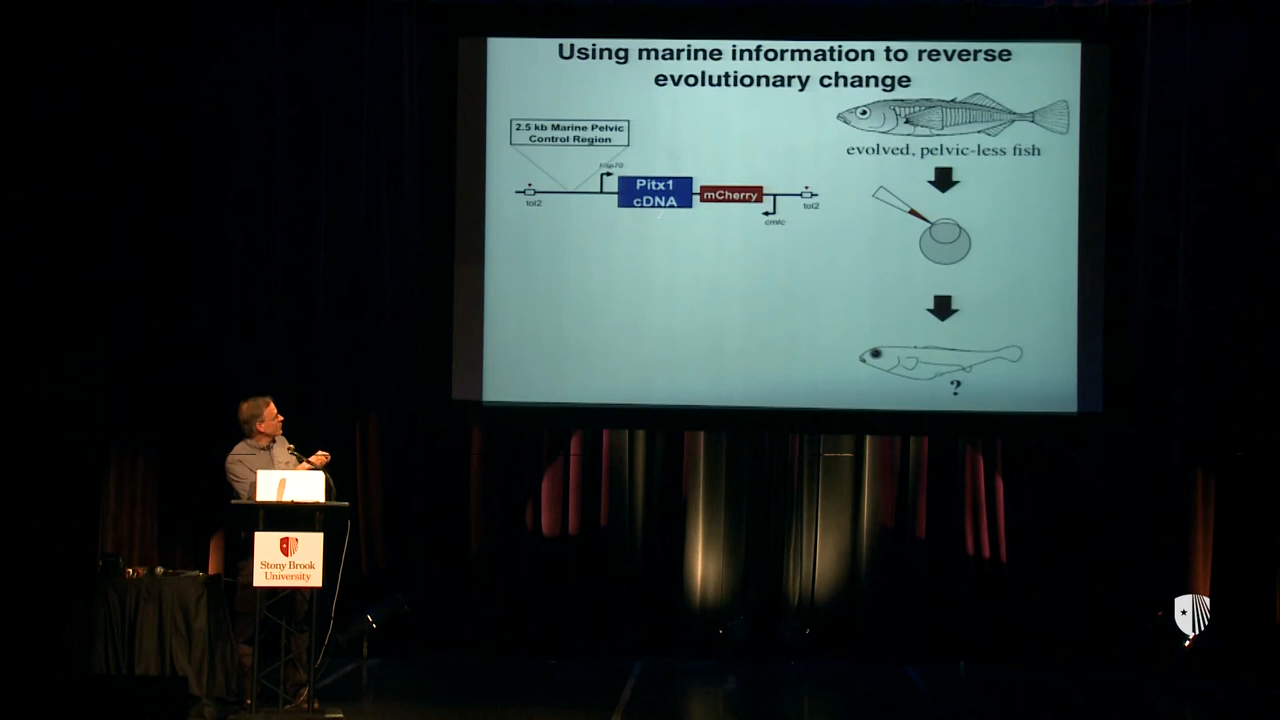 Using marine information to reverse
evolutionary change
2.5 kb Marine Pelvic
Control Region
hsp70
Pitx1
cDNA
mCherry
tol2
tol2
cmlc
evolved, pelvic-less fish
?
Stony Brook
University